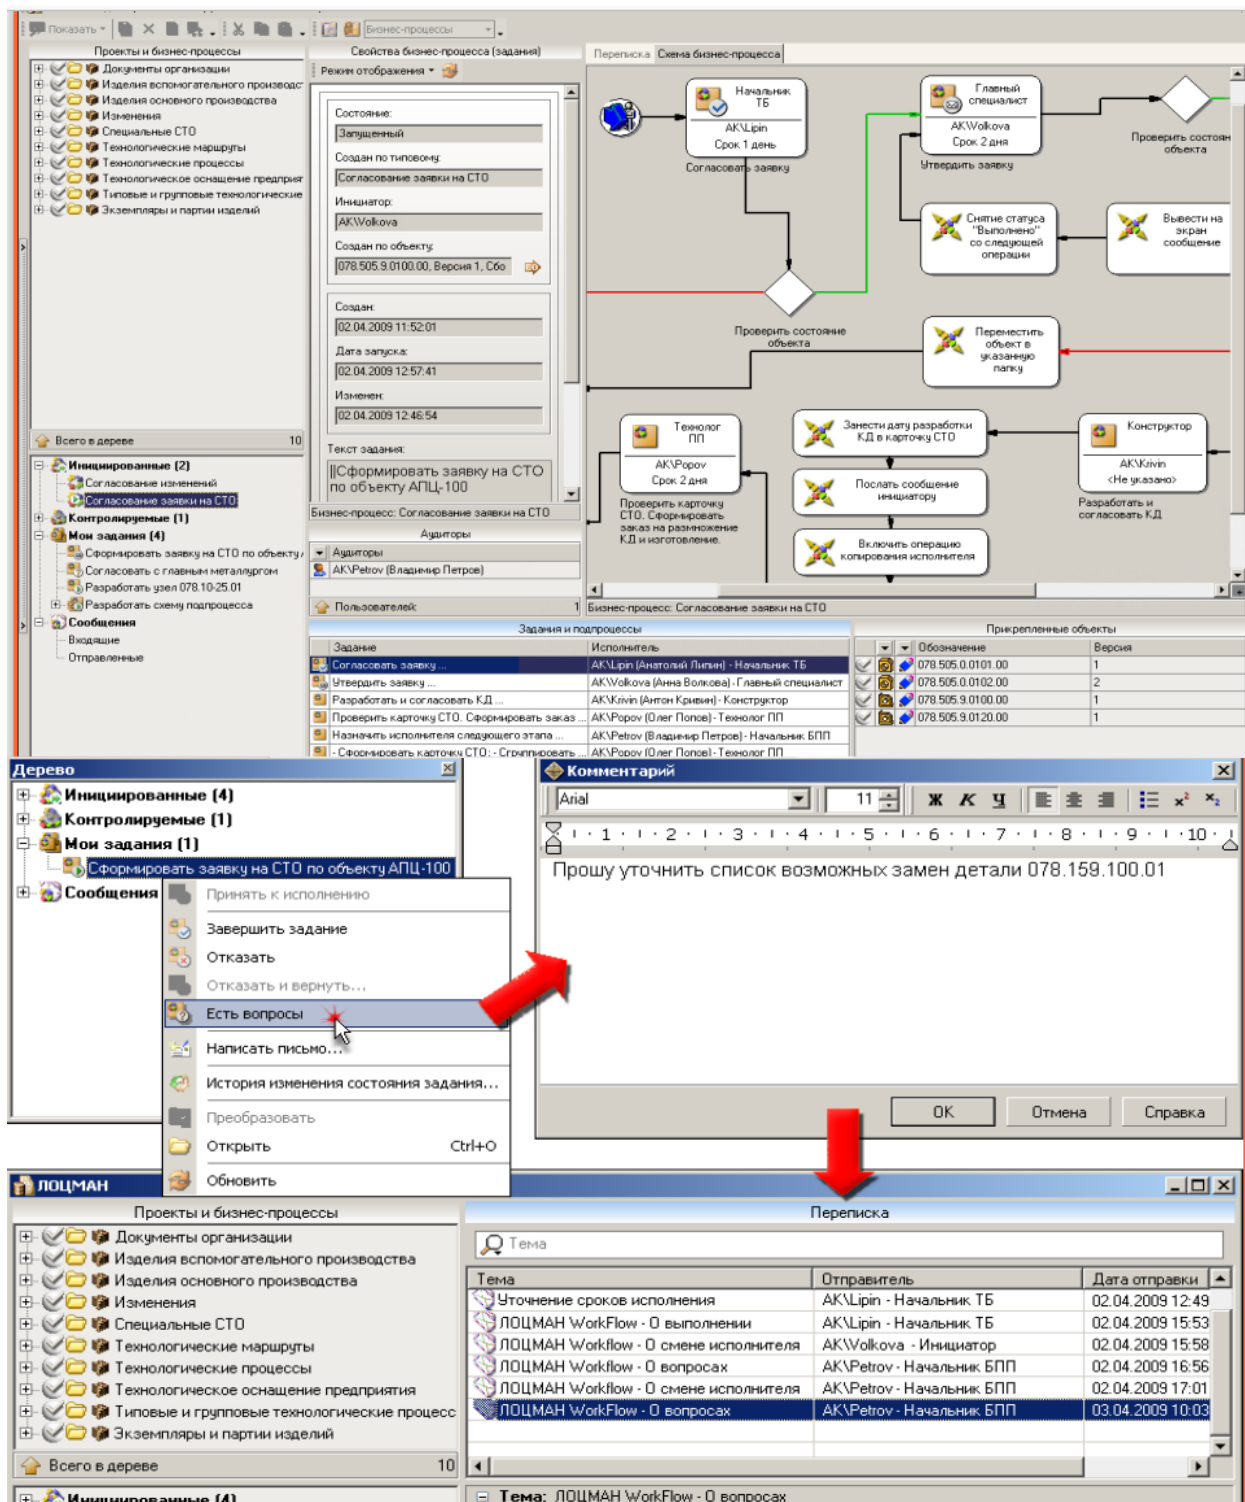 Показать
Бизнес-процессы
Проекты и бизнес-процессы
Документы организации
Изделия вспомогательного производст
Изделия основного производства
Изменения
Специальные СТО
Технологические маршруты
Технологические процессы
Технологическое оснащение предприят
Типовые и групповые технологические
Экземпляры и партии изделий
Всего в дереве 10
Инициированные (2)
Согласование изменений
Согласование заявки на СТО
Контролируемые (1)
Мои задания (4)
Сформировать заявку на СТО по объекту
Согласовать с главным металлургом
Разработать узел 078.10-25.01
Разработать схему подпроцесса
Сообщения
Входящие
Отправленные
Свойства бизнес-процесса (задания)
Режим отображения
Состояние:
Запущенный
Создан по типовому:
Согласование заявки на СТО
Инициатор:
AK\Volkova
Создан по объекту:
078.505.9.0100.00, Версия 1, Сбо
Создан:
02.04.2009 11:52:01
Дата запуска:
02.04.2009 12:57:41
Изменен:
02.04.2009 12:46:54
Текст задания:
||Сформировать заявку на СТО
по объекту АПЦ-100
Бизнес-процесс: Согласование заявки на СТО
Аудиторы
Аудиторы
AK\Petrov (Владимир Петров)
Пользователей: 1
Переписка Схема бизнес-процесса
Начальник
ТБ
AK\Lipin
Срок 1 день
Согласовать заявку
Главный
специалист
AK\Volkova
Срок 2 дня
Утвердить заявку
Проверить состоян
объекта
Снятие статуса
"Выполнено"
со следующей
операции
Вывести на
экран
сообщение
Проверить состояние
объекта
Переместить
объект в
указанную
папку
Технолог
ПП
AK\Popov
Срок 2 дня
Проверить карточку
СТО. Сформировать
заказ на размножение
КД и изготовление.
Занести дату разработки
КД в карточку СТО
Послать сообщение
инициатору
Включить операцию
копирования исполнителя
Конструктор
AK\Krivin
<Не указано>
Разработать и
согласовать КД
Бизнес-процесс: Согласование заявки на СТО
Задания и подпроцессы
Задание Исполнитель
Согласовать заявку ... AK\Lipin (Анатолий Липин) - Начальник ТБ
Утвердить заявку ... AK\Volkova (Анна Волкова) - Главный специалист
Разработать и согласовать КД ... AK\Krivin (Антон Кривин) - Конструктор
Проверить карточку СТО. Сформировать заказ ... AK\Popov (Олег Попов) - Технолог ПП
Назначить исполнителя следующего этапа ... AK\Petrov (Владимир Петров) - Начальник БПП
- Сформировать карточку СТО; - Сгруппировать ... AK\Popov (Олег Попов) - Технолог ПП
Прикрепленные объекты
Обозначение Версия
078.505.0.0101.00 1
078.505.0.0102.00 2
078.505.9.0100.00 1
078.505.9.0120.00 1
Дерево
Инициированные (4)
Контролируемые (1)
Мои задания (1)
Сформировать заявку на СТО по объекту АПЦ-100
Сообщения
Принять к исполнению
Завершить задание
Отказать
Отказать и вернуть...
Есть вопросы
Написать письмо...
История изменения состояния задания...
Преобразовать
Открыть Ctrl+O
Обновить
Комментарий
Arial 11 Ж К Ч x² x₂
1 2 3 4 5 6 7 8 9 10
Прошу уточнить список возможных замен детали 078.159.100.01
OK Отмена Справка
ЛОЦМАН
Проекты и бизнес-процессы
Документы организации
Изделия вспомогательного производства
Изделия основного производства
Изменения
Специальные СТО
Технологические маршруты
Технологические процессы
Технологическое оснащение предприятия
Типовые и групповые технологические процесс
Экземпляры и партии изделий
Всего в дереве 10
Инициированные (4)
Переписка
Тема
Тема Отправитель Дата отправки
Уточнение сроков исполнения AK\Lipin - Начальник ТБ 02.04.2009 12:49
ЛОЦМАН WorkFlow - О выполнении AK\Lipin - Начальник ТБ 02.04.2009 15:53
ЛОЦМАН Workflow - О смене исполнителя AK\Volkova - Инициатор 02.04.2009 15:58
ЛОЦМАН WorkFlow - О вопросах AK\Petrov - Начальник БПП 02.04.2009 16:56
ЛОЦМАН Workflow - О смене исполнителя AK\Petrov - Начальник БПП 02.04.2009 17:01
ЛОЦМАН WorkFlow - О вопросах AK\Petrov - Начальник БПП 03.04.2009 10:03
Тема: ЛОЦМАН WorkFlow - О вопросах